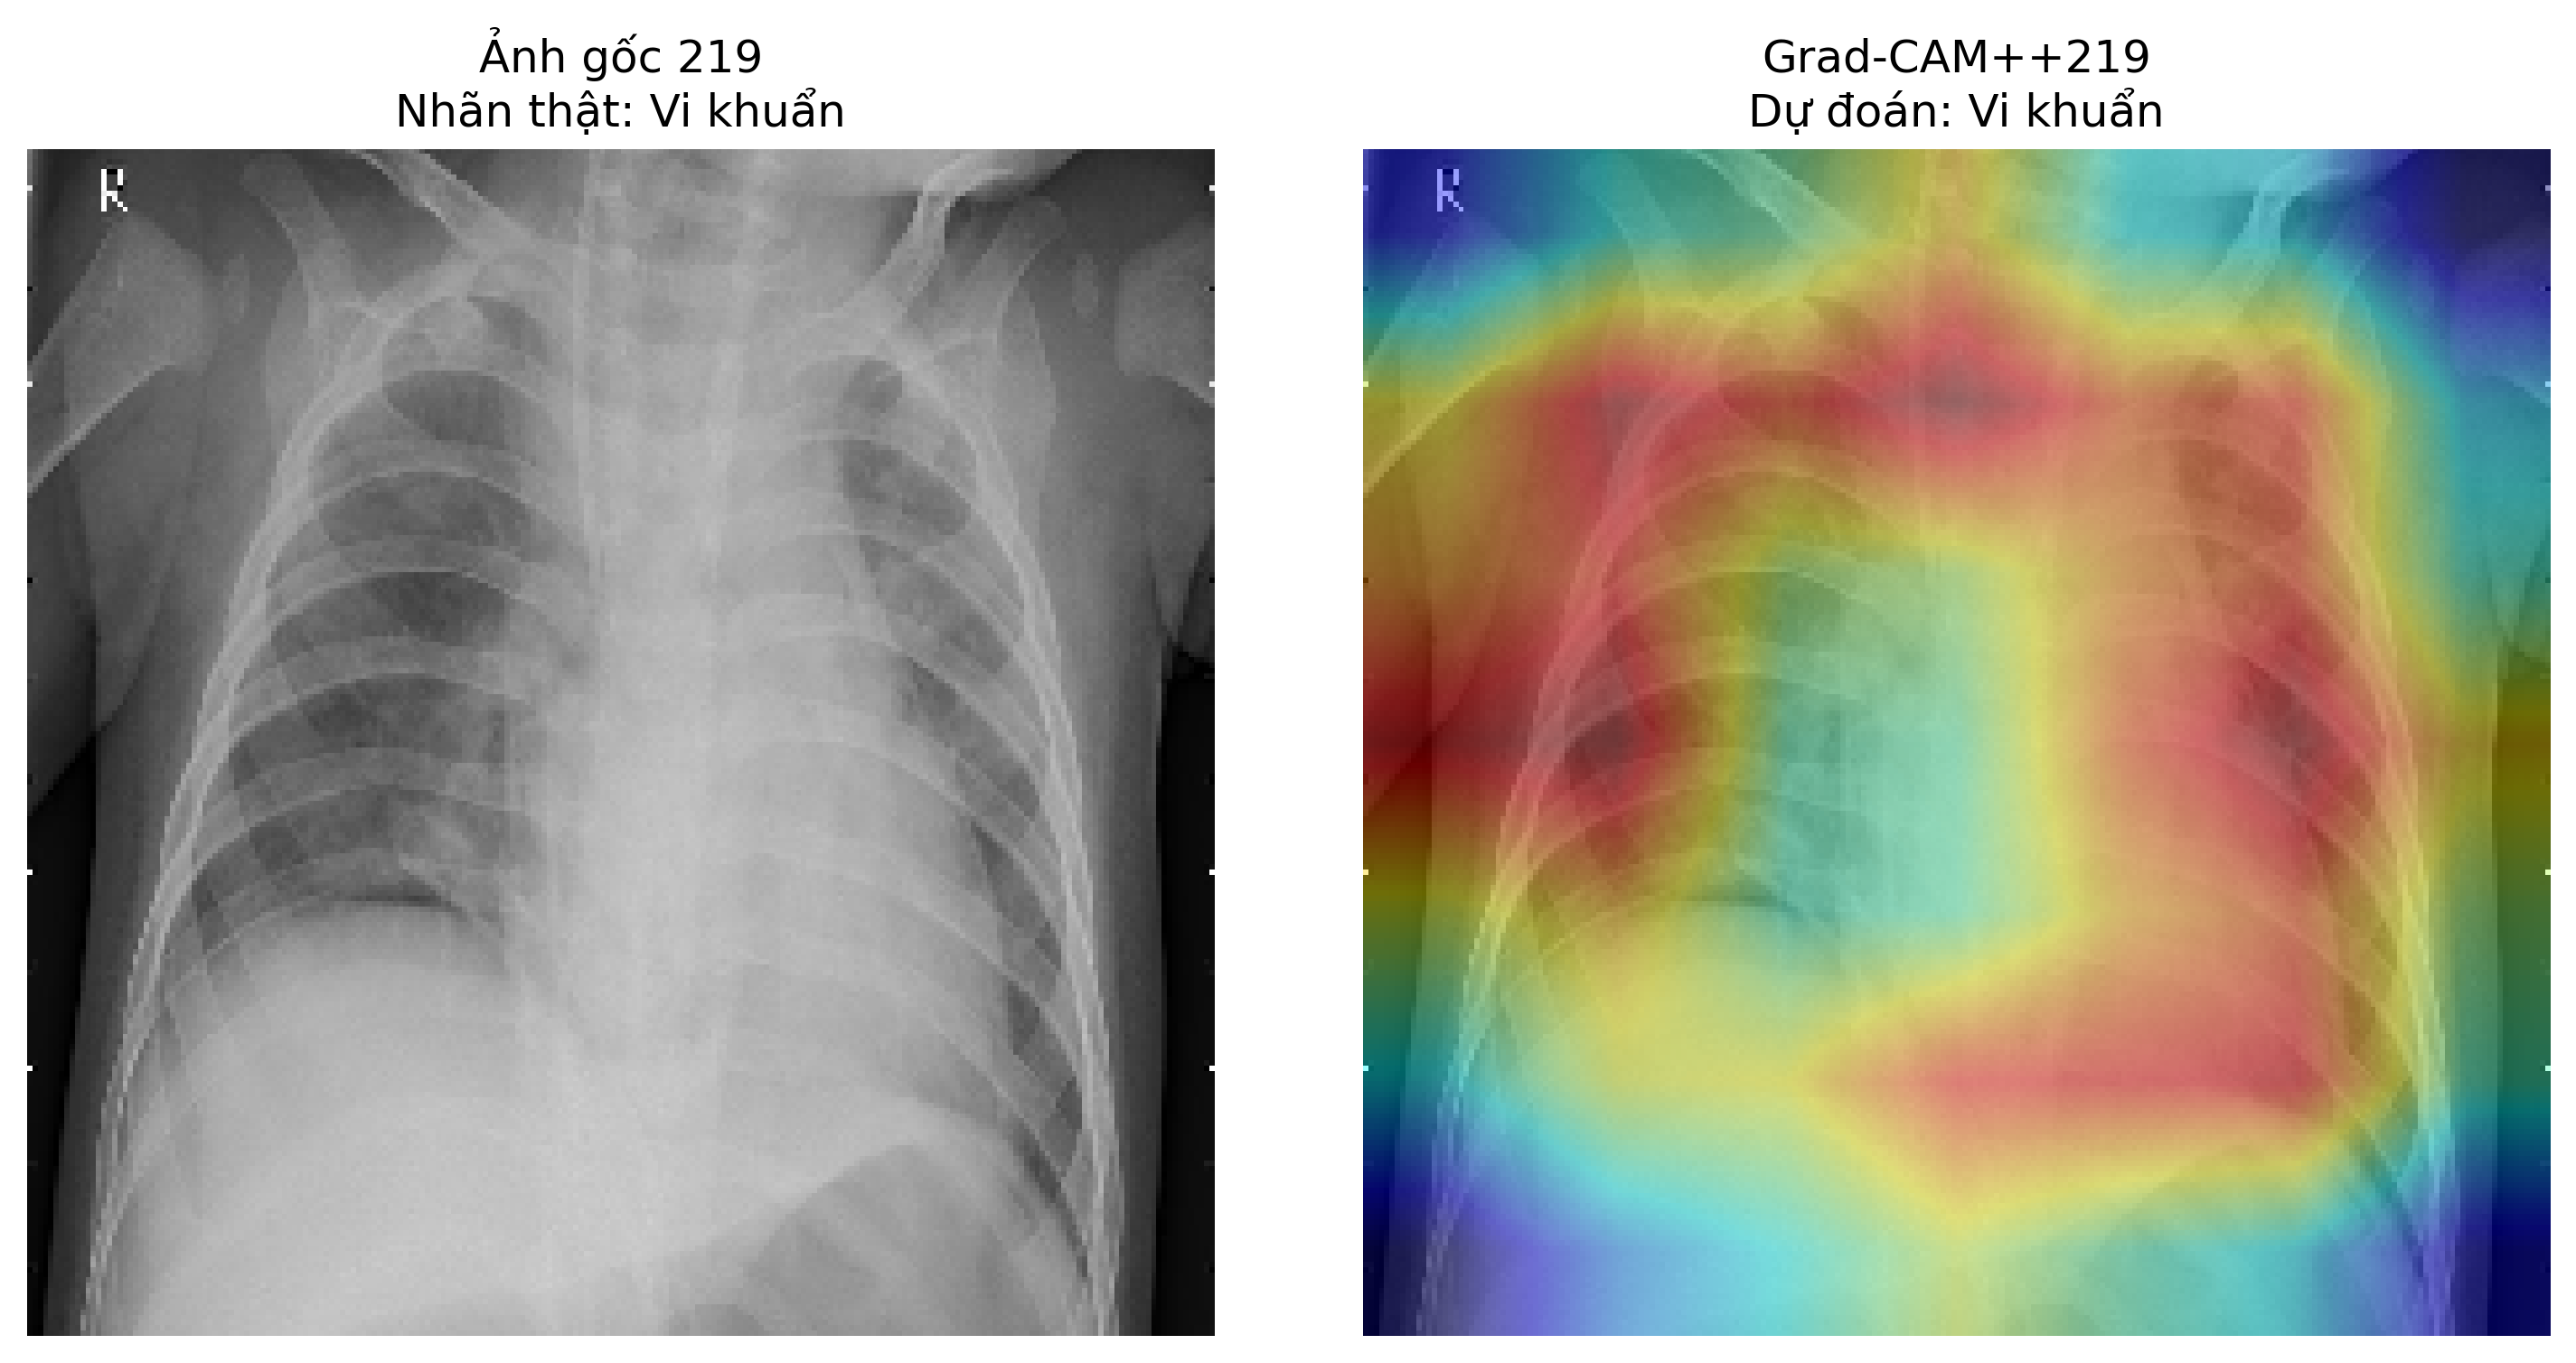 Ảnh gốc 219
Nhãn thật: Vi khuẩn
Grad-CAM++219
Dự đoán: Vi khuẩn
R
R